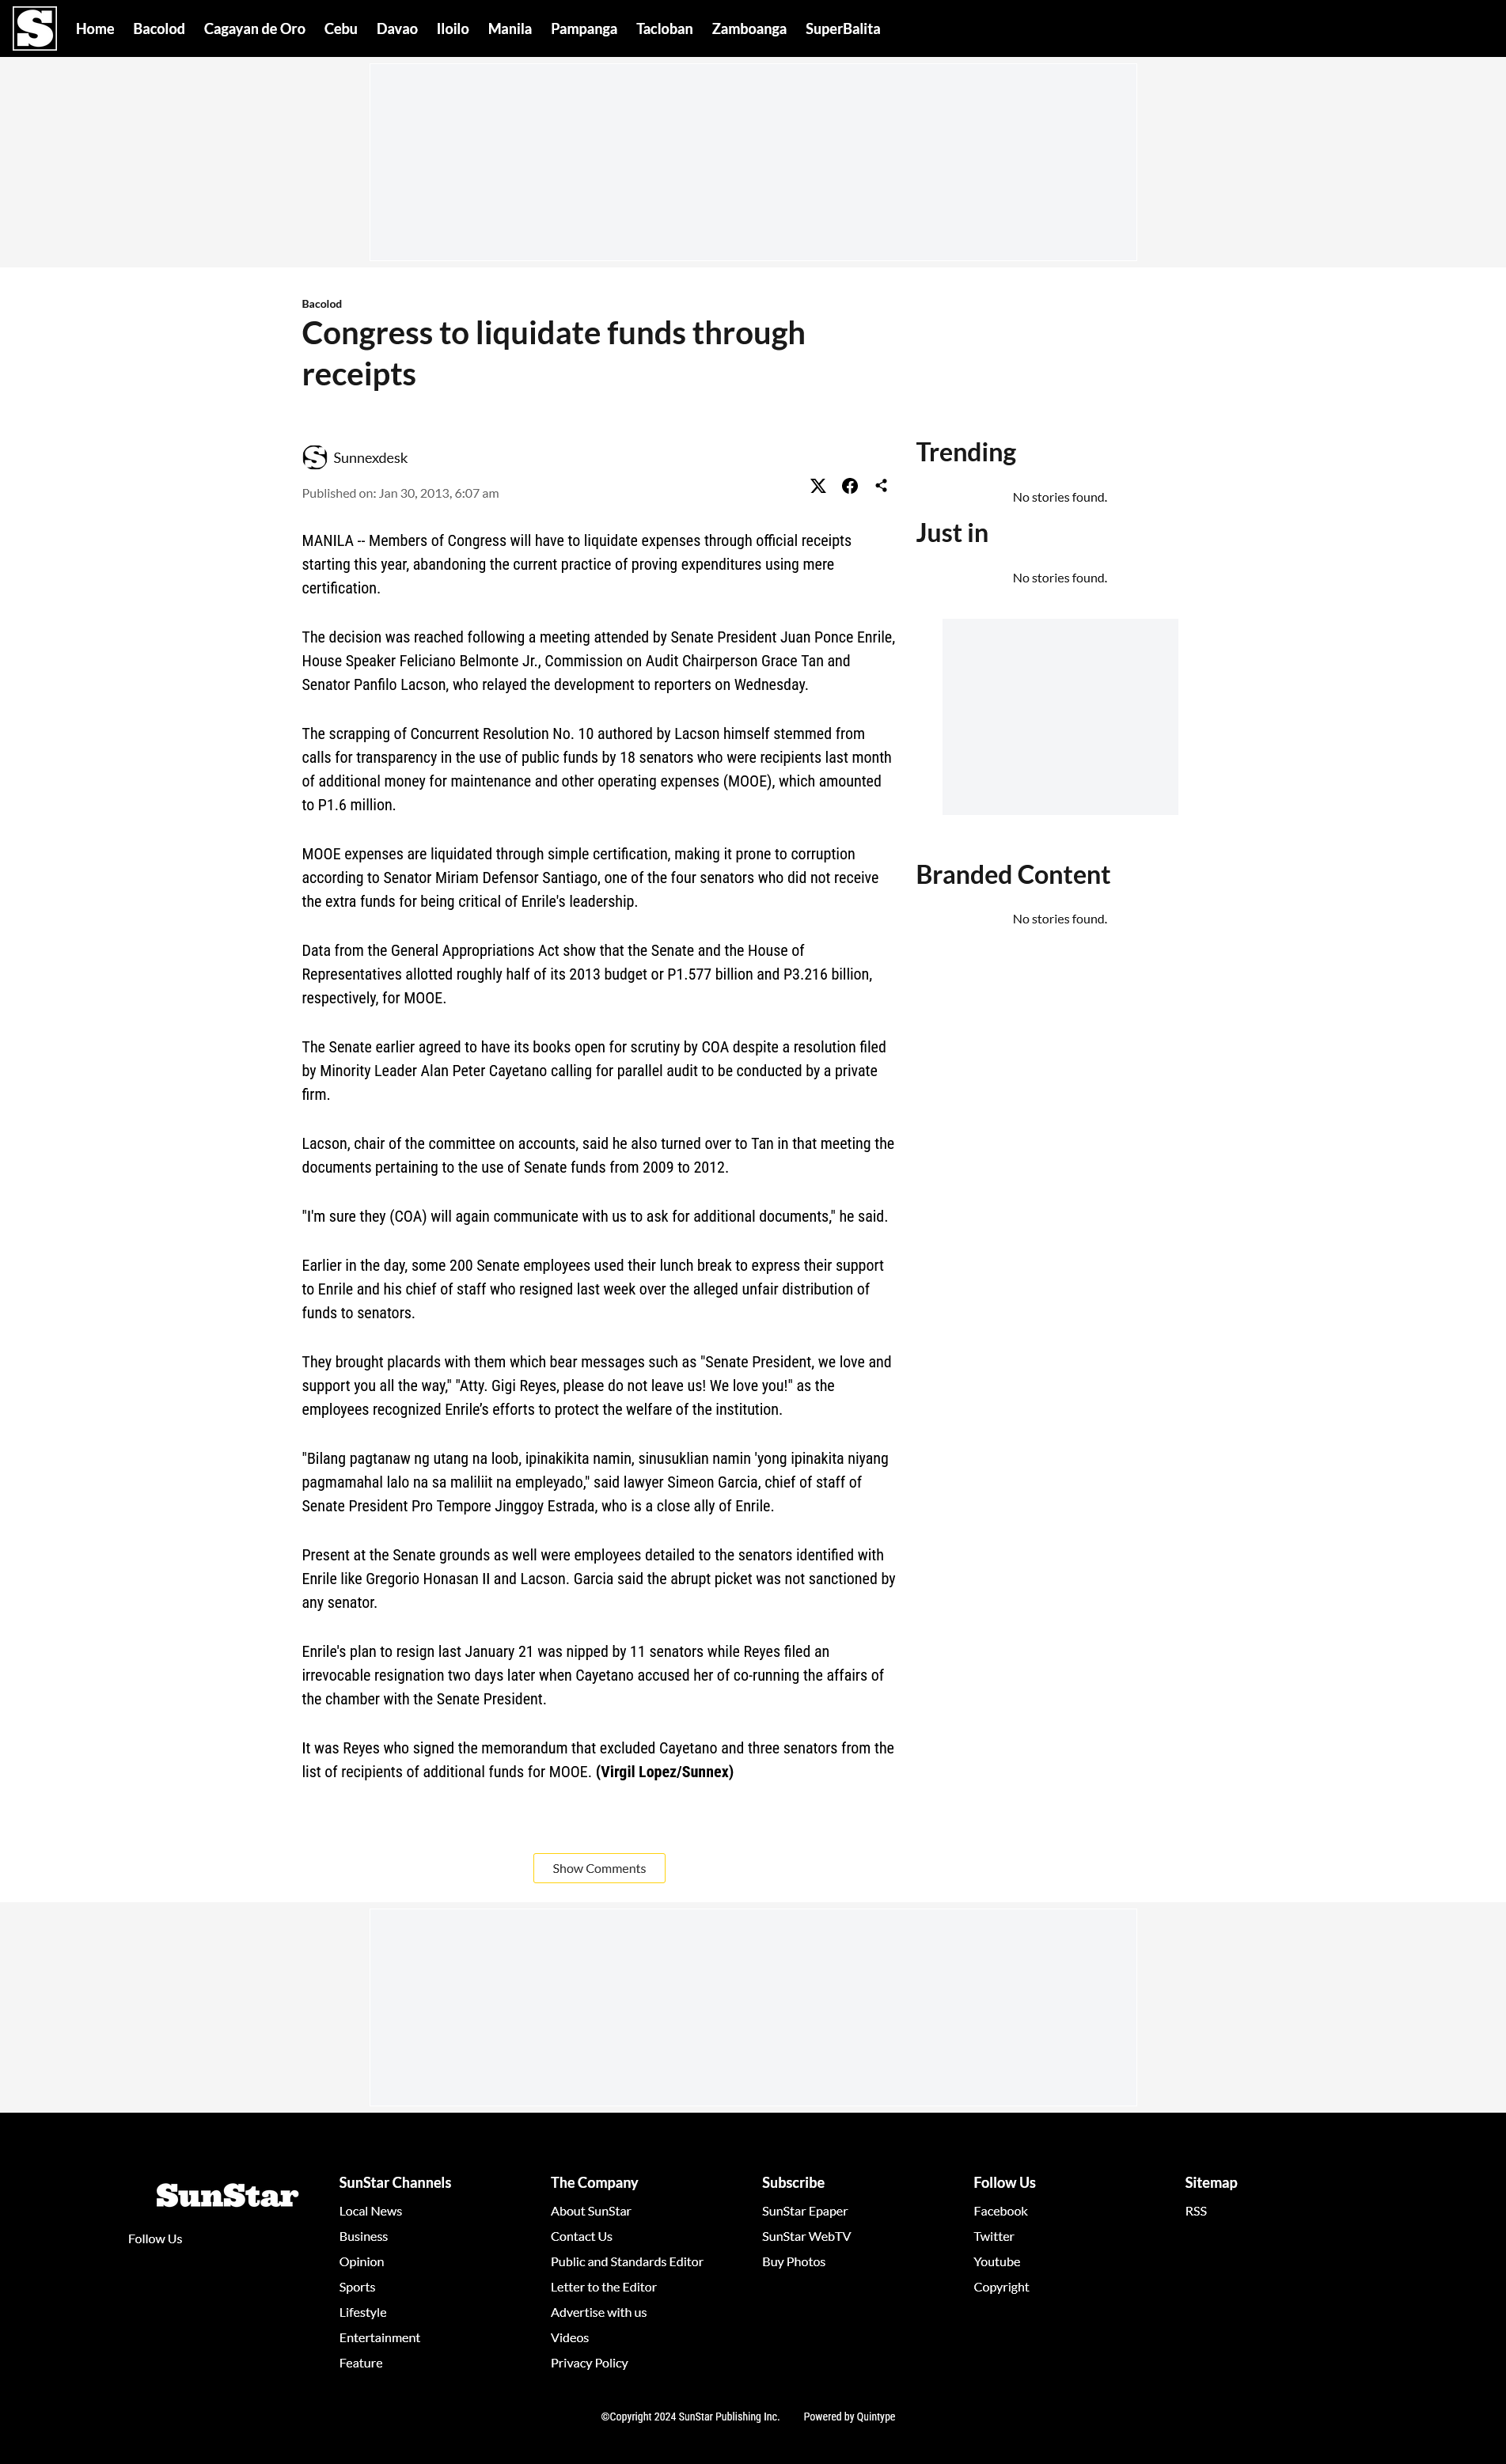 S
Home Bacolod Cagayan de Oro Cebu Davao Iloilo Manila Pampanga Tacloban Zamboanga SuperBalita
Bacolod
Congress to liquidate funds through
receipts
S Sunnexdesk
Published on: Jan 30, 2013, 6:07 am
MANILA -- Members of Congress will have to liquidate expenses through official receipts
starting this year, abandoning the current practice of proving expenditures using mere
certification.
The decision was reached following a meeting attended by Senate President Juan Ponce Enrile,
House Speaker Feliciano Belmonte Jr., Commission on Audit Chairperson Grace Tan and
Senator Panfilo Lacson, who relayed the development to reporters on Wednesday.
The scrapping of Concurrent Resolution No. 10 authored by Lacson himself stemmed from
calls for transparency in the use of public funds by 18 senators who were recipients last month
of additional money for maintenance and other operating expenses (MOOE), which amounted
to P1.6 million.
MOOE expenses are liquidated through simple certification, making it prone to corruption
according to Senator Miriam Defensor Santiago, one of the four senators who did not receive
the extra funds for being critical of Enrile's leadership.
Data from the General Appropriations Act show that the Senate and the House of
Representatives allotted roughly half of its 2013 budget or P1.577 billion and P3.216 billion,
respectively, for MOOE.
The Senate earlier agreed to have its books open for scrutiny by COA despite a resolution filed
by Minority Leader Alan Peter Cayetano calling for parallel audit to be conducted by a private
firm.
Lacson, chair of the committee on accounts, said he also turned over to Tan in that meeting the
documents pertaining to the use of Senate funds from 2009 to 2012.
"I'm sure they (COA) will again communicate with us to ask for additional documents," he said.
Earlier in the day, some 200 Senate employees used their lunch break to express their support
to Enrile and his chief of staff who resigned last week over the alleged unfair distribution of
funds to senators.
They brought placards with them which bear messages such as "Senate President, we love and
support you all the way," "Atty. Gigi Reyes, please do not leave us! We love you!" as the
employees recognized Enrile’s efforts to protect the welfare of the institution.
"Bilang pagtanaw ng utang na loob, ipinakikita namin, sinusuklian namin 'yong ipinakita niyang
pagmamahal lalo na sa maliliit na empleyado," said lawyer Simeon Garcia, chief of staff of
Senate President Pro Tempore Jinggoy Estrada, who is a close ally of Enrile.
Present at the Senate grounds as well were employees detailed to the senators identified with
Enrile like Gregorio Honasan II and Lacson. Garcia said the abrupt picket was not sanctioned by
any senator.
Enrile's plan to resign last January 21 was nipped by 11 senators while Reyes filed an
irrevocable resignation two days later when Cayetano accused her of co-running the affairs of
the chamber with the Senate President.
It was Reyes who signed the memorandum that excluded Cayetano and three senators from the
list of recipients of additional funds for MOOE. (Virgil Lopez/Sunnex)
Show Comments
Trending
No stories found.
Just in
No stories found.
Branded Content
No stories found.
SunStar
Follow Us
SunStar Channels
Local News
Business
Opinion
Sports
Lifestyle
Entertainment
Feature
The Company
About SunStar
Contact Us
Public and Standards Editor
Letter to the Editor
Advertise with us
Videos
Privacy Policy
Subscribe
SunStar Epaper
SunStar WebTV
Buy Photos
Follow Us
Facebook
Twitter
Youtube
Copyright
Sitemap
RSS
©Copyright 2024 SunStar Publishing Inc. Powered by Quintype